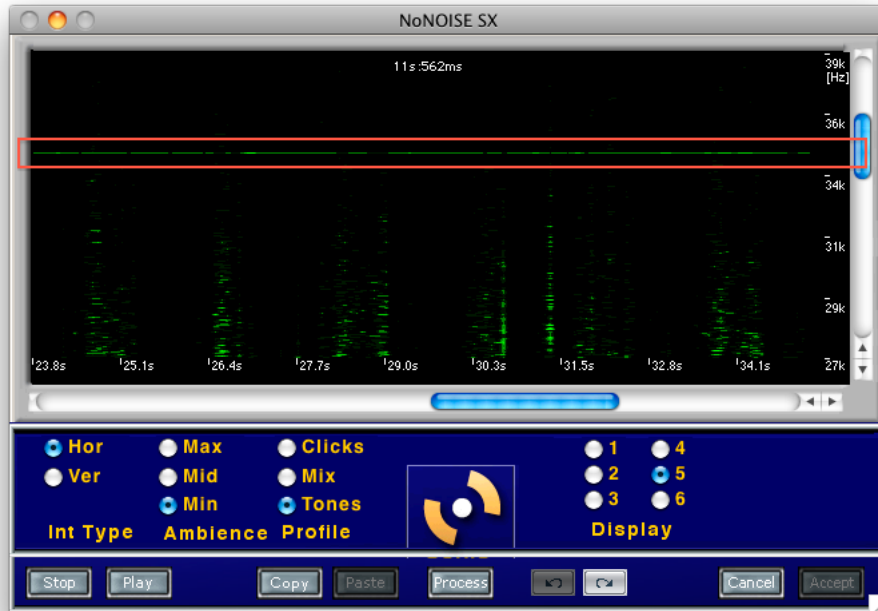 NoNOISE SX
11s:562ms
39k
[Hz]
36k
34k
31k
29k
23.8s 25.1s 26.4s 27.7s 29.0s 30.3s 31.5s 32.8s 34.1s 27k
Hor Max Clicks 1 4
Ver Mid Mix 2 5
Min Tones 3 6
Int Type Ambience Profile Display
Stop Play Copy Paste Process Cancel Accept